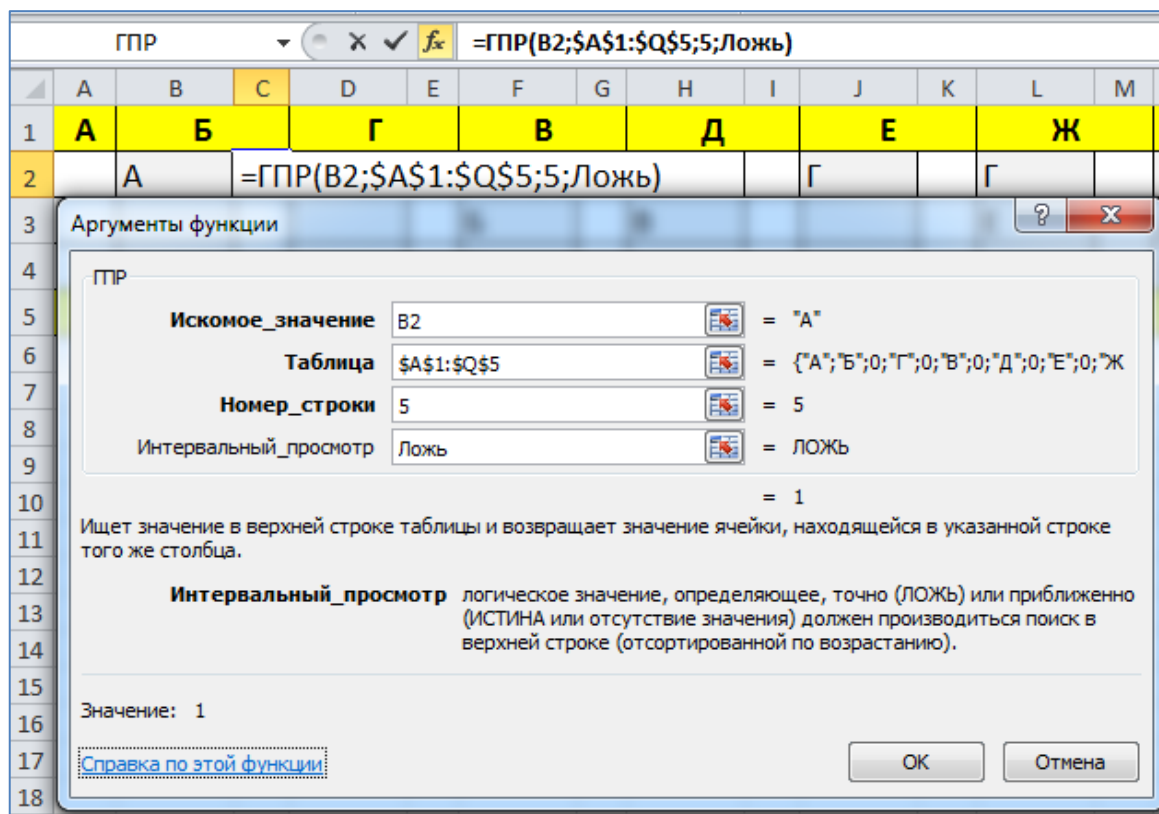 ГПР =ГПР(B2;$A$1:$Q$5;5;Ложь)
A B C D E F G H I J K L M
1 А Б Г В Д Е Ж
2 А =ГПР(B2;$A$1:$Q$5;5;Ложь) Г Г
3 Аргументы функции
4 ГПР
5 Искомое_значение B2 = "А"
6 Таблица $A$1:$Q$5 = {"А";"Б";0;"Г";0;"В";0;"Д";0;"Е";0;"Ж
7 Номер_строки 5 = 5
8 Интервальный_просмотр Ложь = ЛОЖЬ
9
10 = 1
11 Ищет значение в верхней строке таблицы и возвращает значение ячейки, находящейся в указанной строке
того же столбца.
12 Интервальный_просмотр логическое значение, определяющее, точно (ЛОЖЬ) или приближенно
13 (ИСТИНА или отсутствие значения) должен производиться поиск в
14 верхней строке (отсортированной по возрастанию).
15
16 Значение: 1
17 Справка по этой функции OK Отмена
18